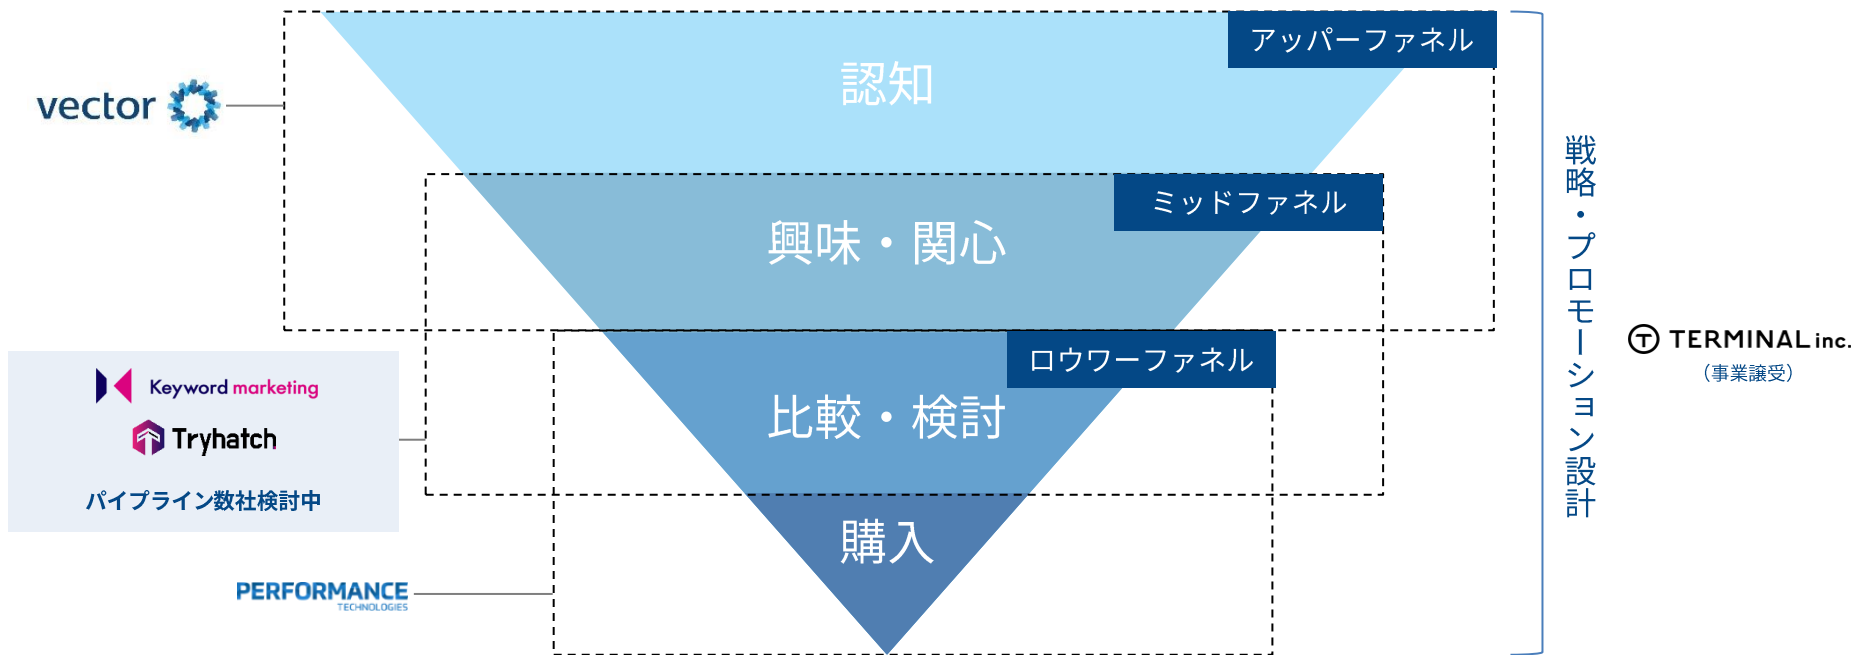 アッパーファネル
認知
vector
ミッドファネル
興味・関心
ロウワーファネル
比較・検討
Keyword marketing
Tryhatch
パイプライン数社検討中
購入
PERFORMANCE
TECHNOLOGIES
戦略・プロモーション設計
TERMINAL inc.
（事業譲受）